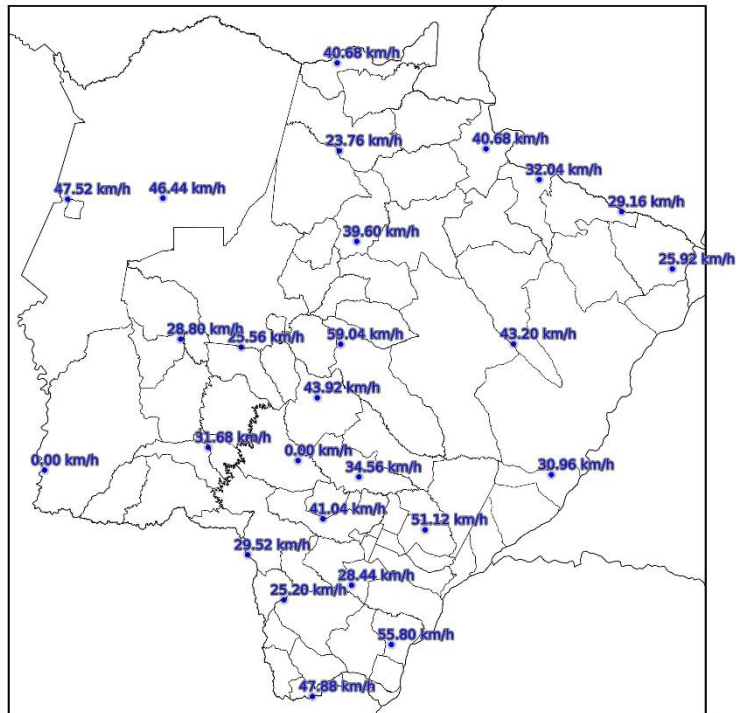 40.68 km/h
23.76 km/h
40.68 km/h
32.04 km/h
47.52 km/h
46.44 km/h
29.16 km/h
39.60 km/h
25.92 km/h
28.80 km/h
25.56 km/h
59.04 km/h
43.20 km/h
43.92 km/h
31.68 km/h
0.00 km/h
0.00 km/h
34.56 km/h
30.96 km/h
41.04 km/h
51.12 km/h
29.52 km/h
28.44 km/h
25.20 km/h
55.80 km/h
47.88 km/h